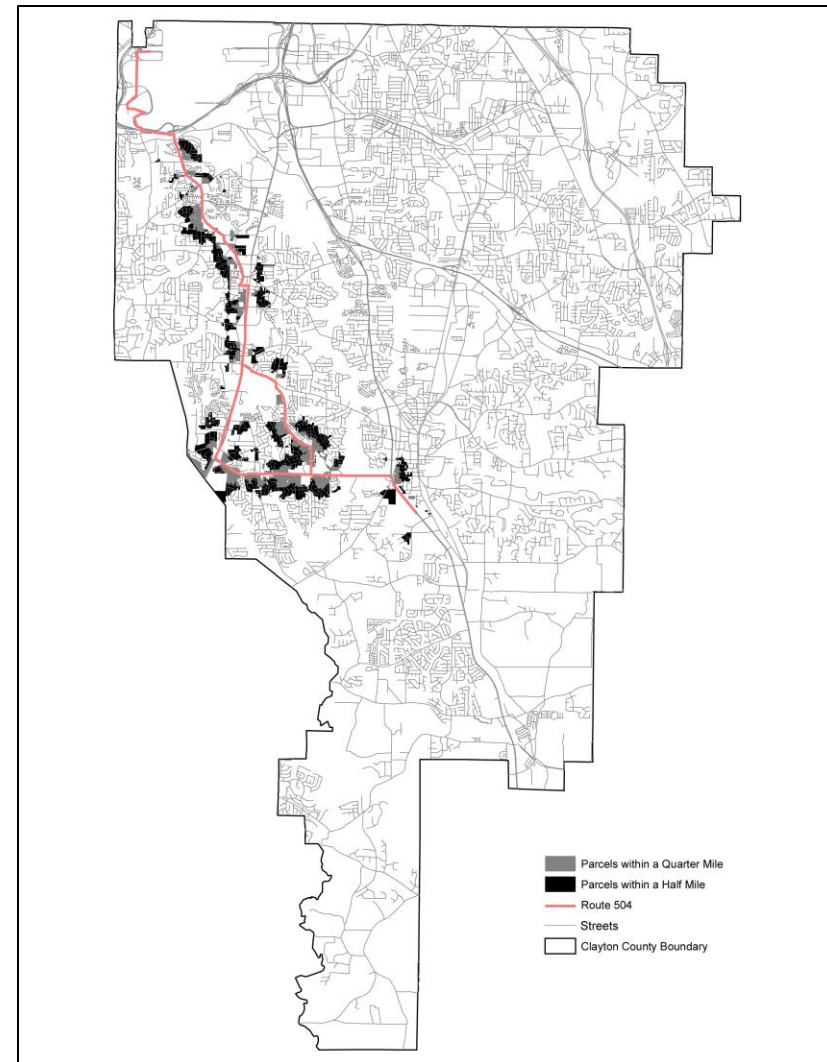 Parcels within a Quarter Mile
Parcels within a Half Mile
Route 504
Streets
Clayton County Boundary